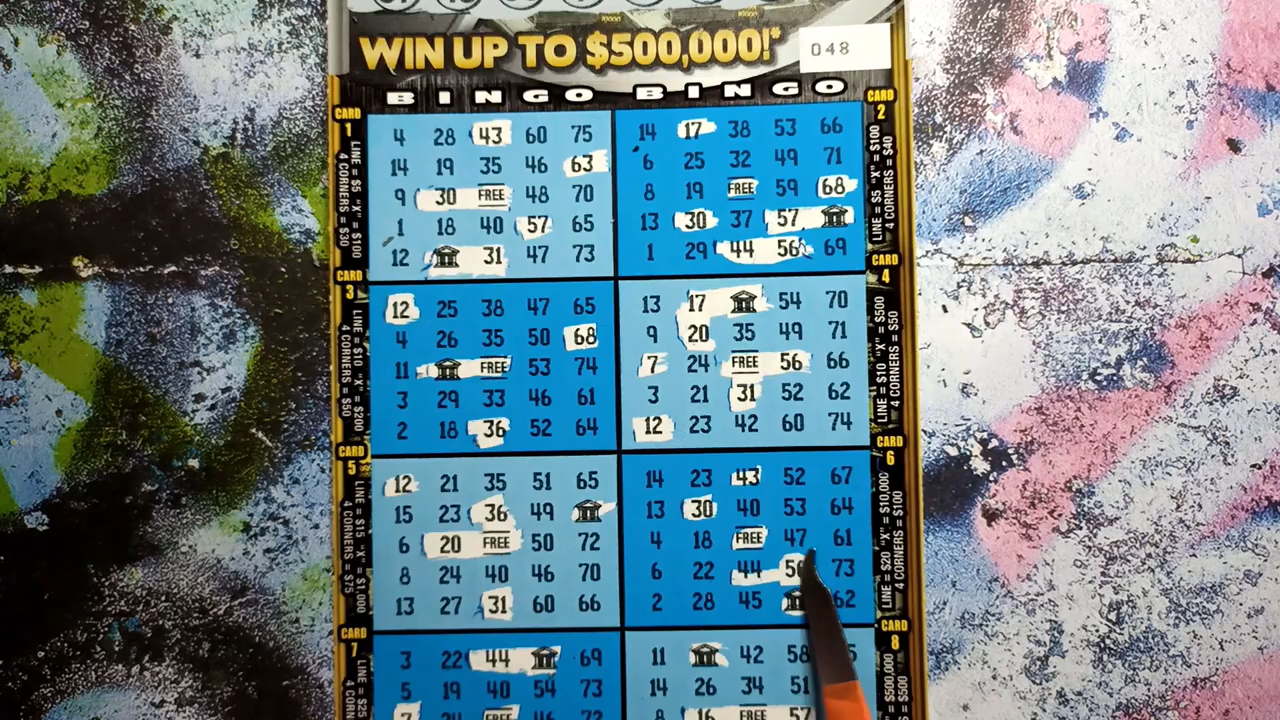 WIN UP TO $500,000!*
048
B I N G O B I N G O
CARD 1
LINE = $5 "X" = $100
4 CORNERS = $30
4 28 43 60 75
14 19 35 46 63
9 30 FREE 48 70
1 18 40 57 65
12 31 47 73
CARD 2
LINE = $5 "X" = $100
4 CORNERS = $40
14 17 38 53 66
6 25 32 49 71
8 19 FREE 59 68
13 30 37 57
1 29 44 56 69
CARD 3
LINE = $10 "X" = $200
4 CORNERS = $50
12 25 38 47 65
4 26 35 50 68
11 FREE 53 74
3 29 33 46 61
2 18 36 52 64
CARD 4
LINE = $10 "X" = $500
4 CORNERS = $50
13 17 54 70
9 20 35 49 71
7 24 FREE 56 66
3 21 31 52 62
12 23 42 60 74
CARD 5
LINE = $15 "X" = $1,000
4 CORNERS = $75
12 21 35 51 65
15 23 36 49
6 20 FREE 50 72
8 24 40 46 70
13 27 31 60 66
CARD 6
LINE = $20 "X" = $10,000
4 CORNERS = $100
14 23 43 52 67
13 30 40 53 64
4 18 FREE 47 61
6 22 44 73
2 28 45 62
CARD 7
3 22 44 69
5 19 40 54 73
7 FREE
CARD 8
11 42 58
14 26 34 51
8 16 FREE 57